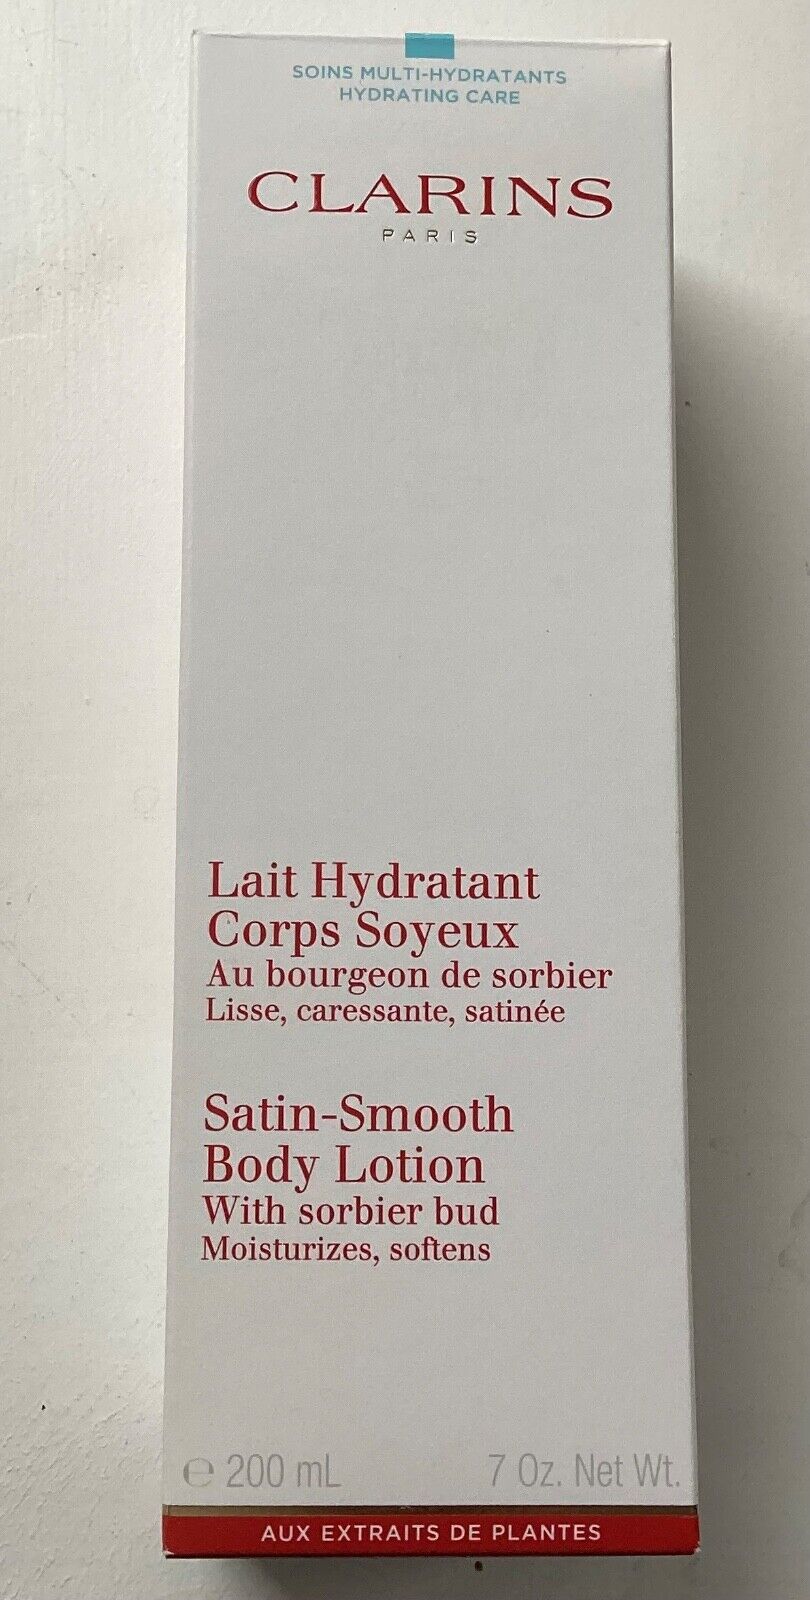 SOINS MULTI-HYDRATANTS
HYDRATING CARE
CLARINS
PARIS
Lait Hydratant
Corps Soyeux
Au bourgeon de sorbier
Lisse, caressante, satinée
Satin-Smooth
Body Lotion
With sorbier bud
Moisturizes, softens
℮ 200 mL 7 Oz. Net Wt.
AUX EXTRAITS DE PLANTES